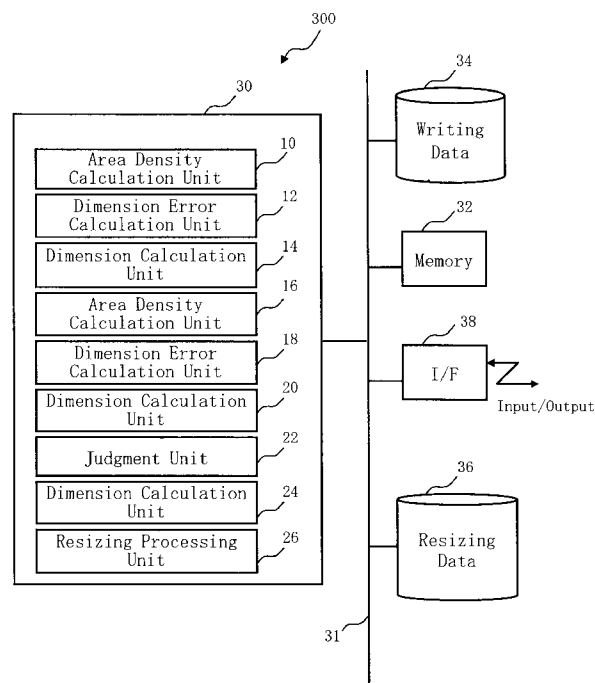 300
30
34
Writing
Data
10
Area Density
Calculation Unit
12
Dimension Error
Calculation Unit
14
Dimension Calculation
Unit
16
Area Density
Calculation Unit
18
Dimension Error
Calculation Unit
20
Dimension Calculation
Unit
22
Judgment Unit
24
Dimension Calculation
Unit
26
Resizing Processing
Unit
32
Memory
38
I/F
Input/Output
36
Resizing
Data
31